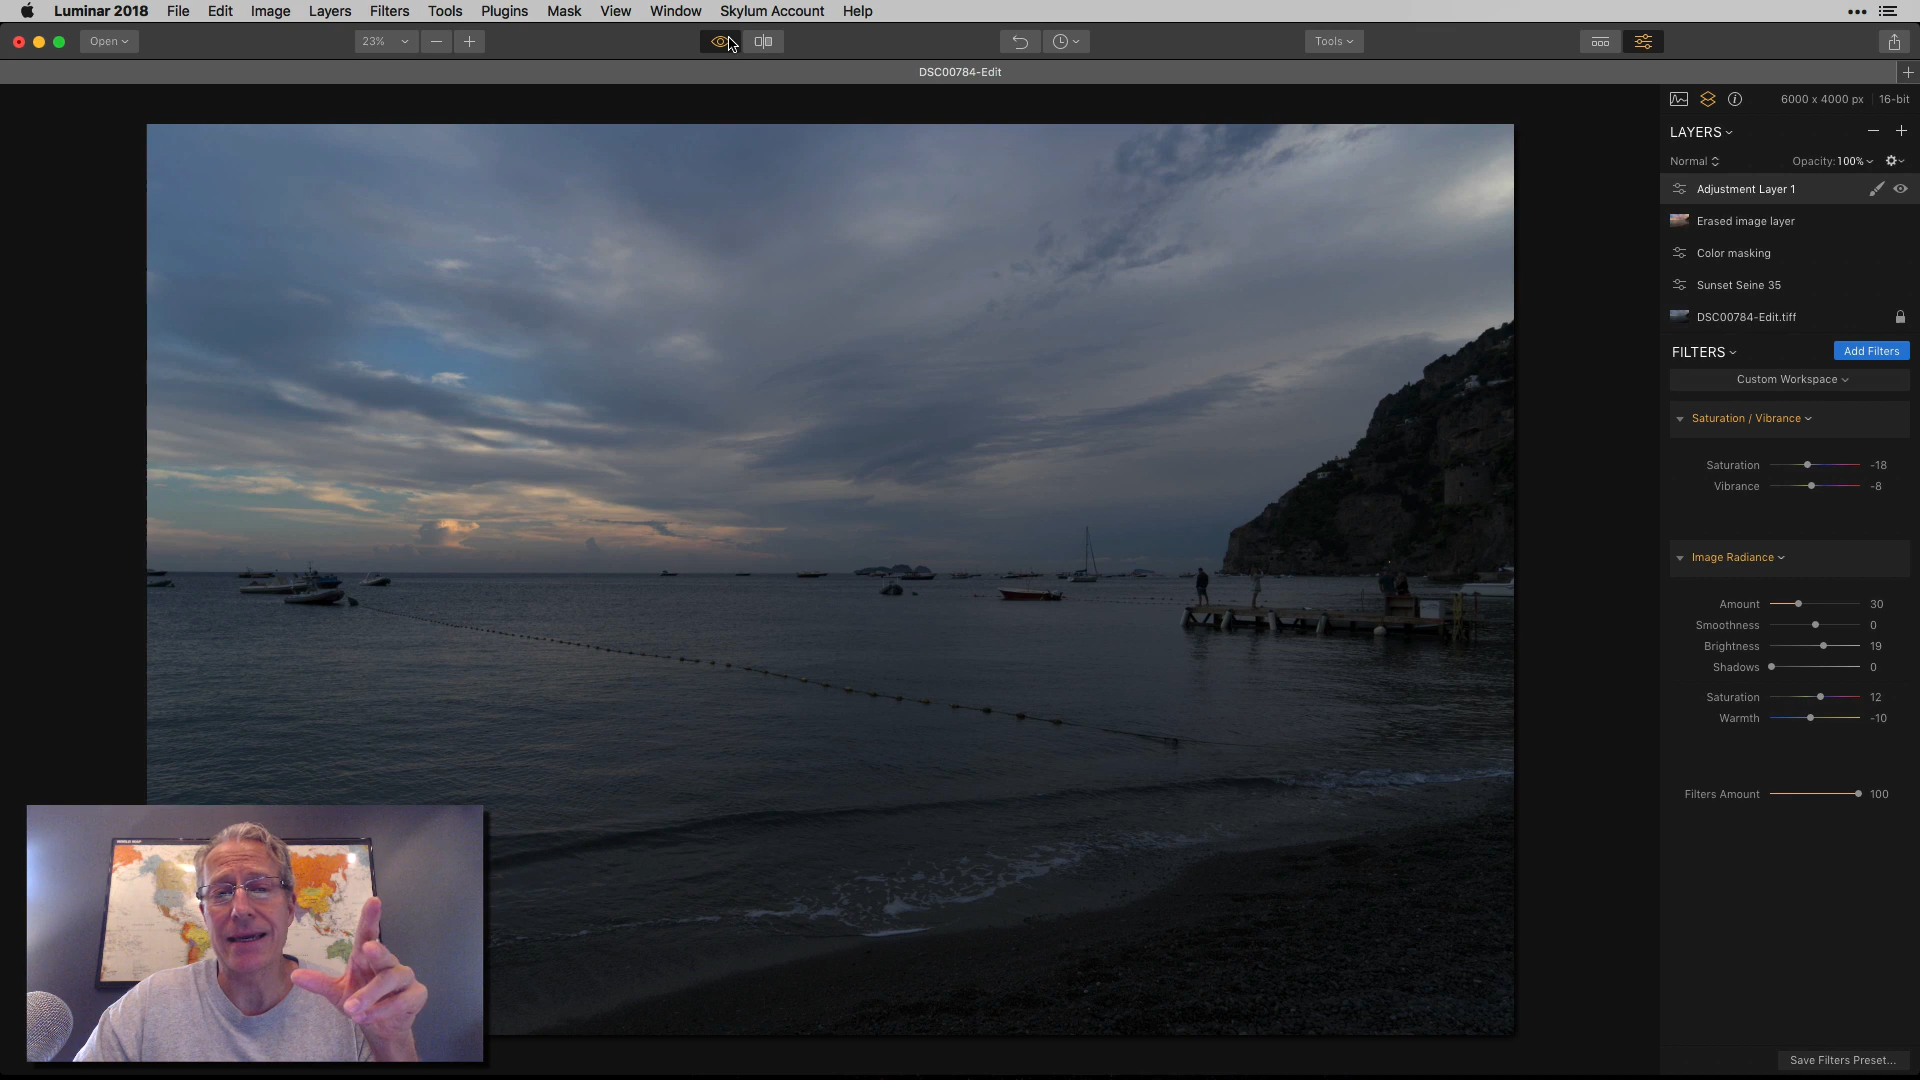 Luminar 2018 File Edit Image Layers Filters Tools Plugins Mask View Window Skylum Account Help
Open 23% Tools
DSC00784-Edit
6000 x 4000 px 16-bit
LAYERS
Normal Opacity: 100%
Adjustment Layer 1
Erased image layer
Color masking
Sunset Seine 35
DSC00784-Edit.tiff
FILTERS Add Filters
Custom Workspace
Saturation / Vibrance
Saturation -18
Vibrance -8
Image Radiance
Amount 30
Smoothness 0
Brightness 19
Shadows 0
Saturation 12
Warmth -10
Filters Amount 100
Save Filters Preset...